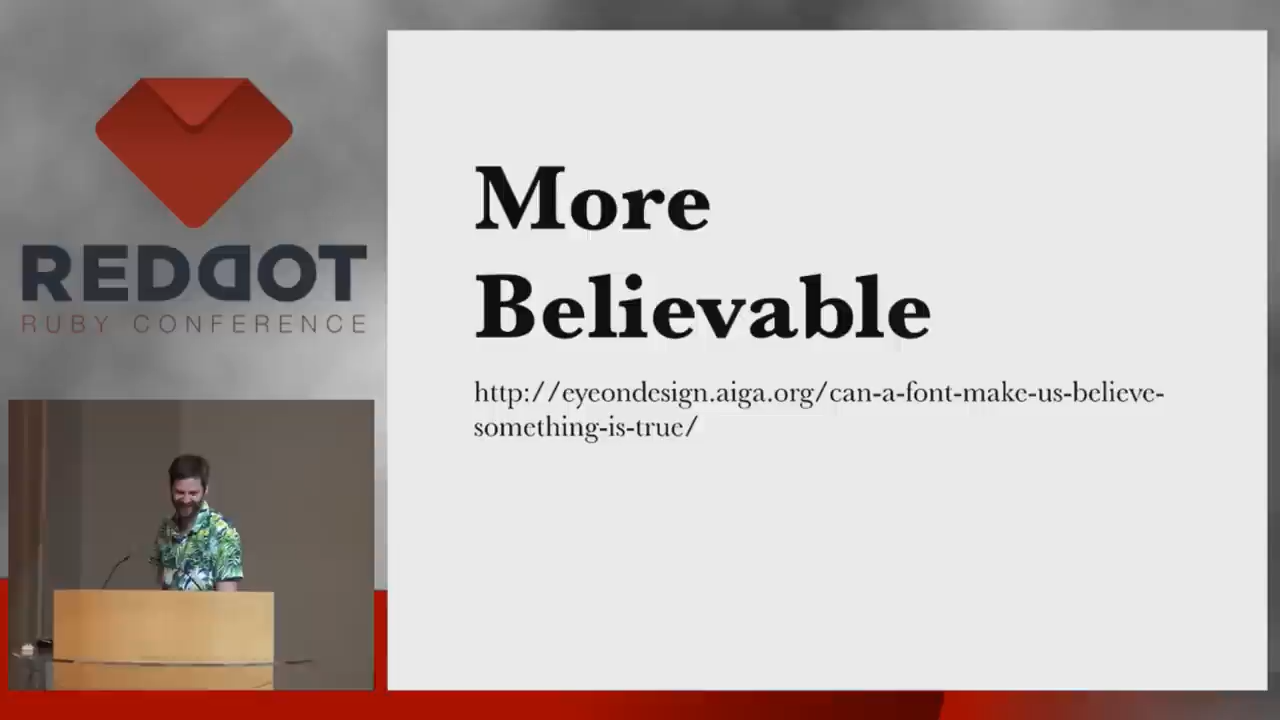 REDDOT
RUBY CONFERENCE
More
Believable
http://eyeondesign.aiga.org/can-a-font-make-us-believe-
something-is-true/